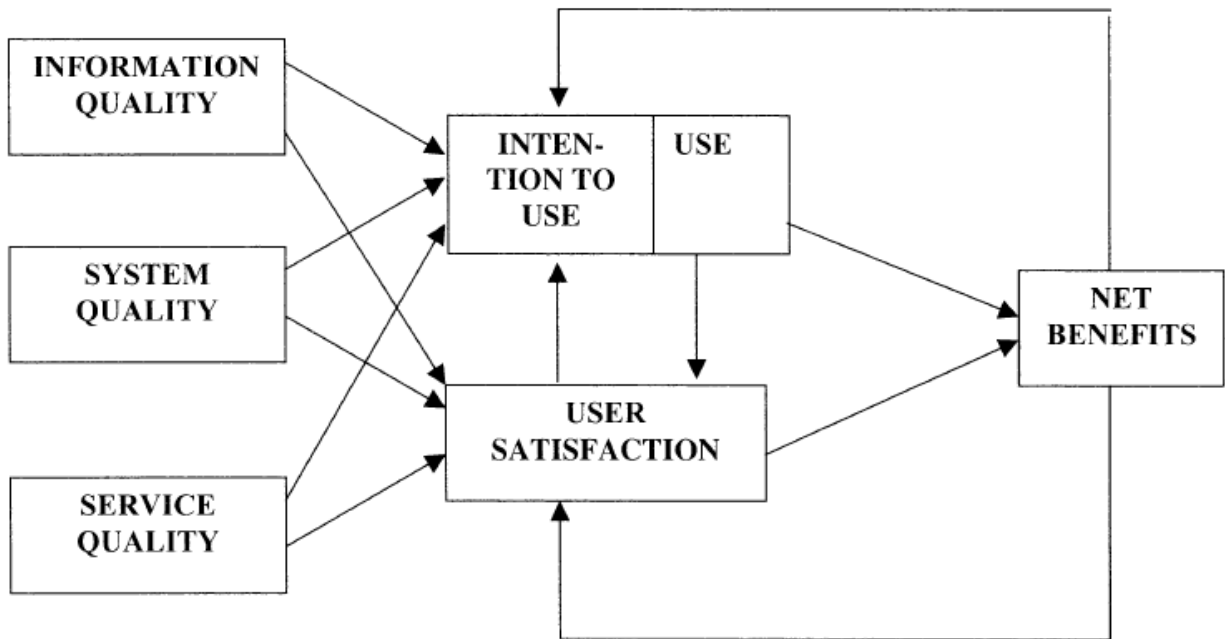 INFORMATION
QUALITY
INTEN-
TION TO
USE
USE
SYSTEM
QUALITY
NET
BENEFITS
USER
SATISFACTION
SERVICE
QUALITY